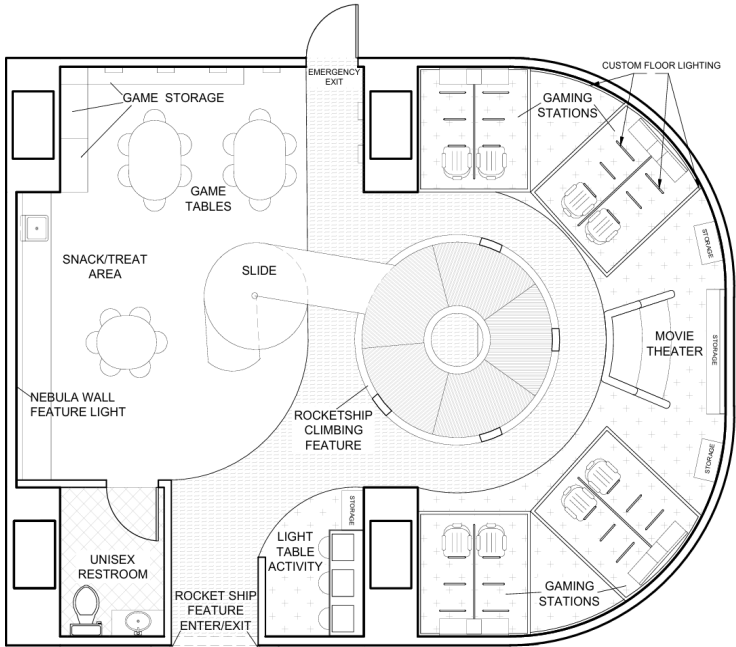 EMERGENCY
EXIT
CUSTOM FLOOR LIGHTING
GAME STORAGE
GAMING
STATIONS
GAME
TABLES
STORAGE
SNACK/TREAT
AREA
SLIDE
MOVIE
THEATER
STORAGE
NEBULA WALL
FEATURE LIGHT
ROCKETSHIP
CLIMBING
FEATURE
STORAGE
STORAGE
LIGHT
TABLE
ACTIVITY
UNISEX
RESTROOM
GAMING
STATIONS
ROCKET SHIP
FEATURE
ENTER/EXIT